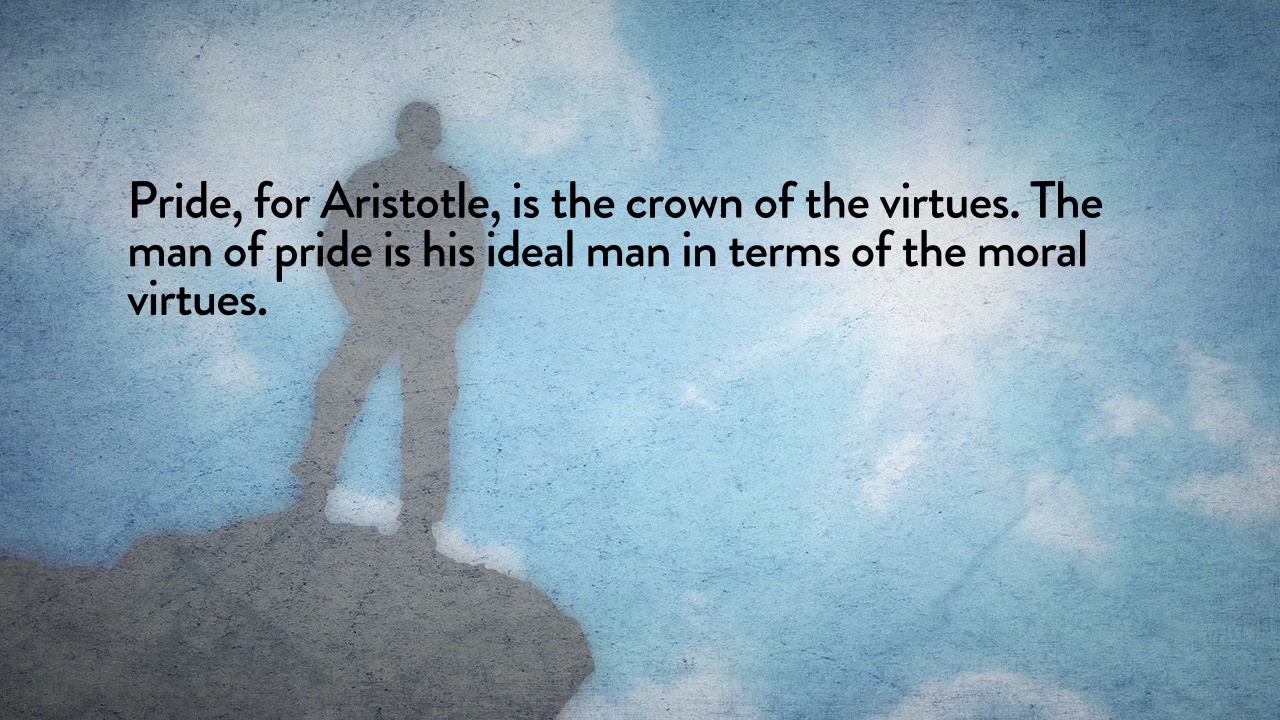 Pride, for Aristotle, is the crown of the virtues. The
man of pride is his ideal man in terms of the moral
virtues.